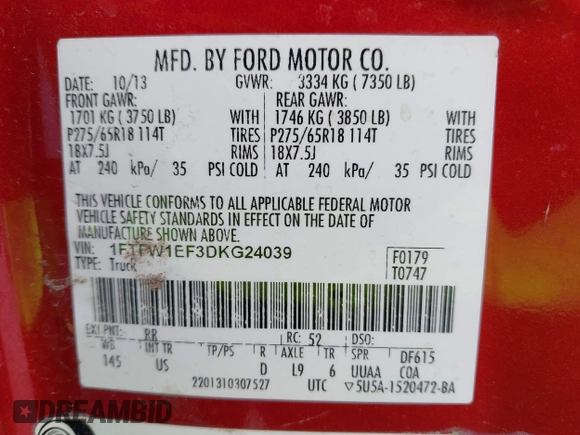 MFD. BY FORD MOTOR CO.
DATE: 10/13 GVWR: 3334 KG ( 7350 LB)
FRONT GAWR: REAR GAWR:
1701 KG ( 3750 LB) WITH 1746 KG ( 3850 LB) WITH
P275/65R18 114T TIRES P275/65R18 114T TIRES
18X7.5J RIMS 18X7.5J RIMS
AT 240 kPa/ 35 PSI COLD AT 240 kPa/ 35 PSI COLD
THIS VEHICLE CONFORMS TO ALL APPLICABLE FEDERAL MOTOR
VEHICLE SAFETY STANDARDS IN EFFECT ON THE DATE OF
MANUFACTURE SHOWN ABOVE.
VIN: 1FTFW1EF3DKG24039 F0179
TYPE: Truck T0747
EXT PNT: RR RC: 52 DSO:
WB INT TR TP/PS R AXLE TR SPR DF615
145 US D L9 6 UUAA COA
2201310307527 UTC ▽5U5A-1520472-BA
DREAMBID